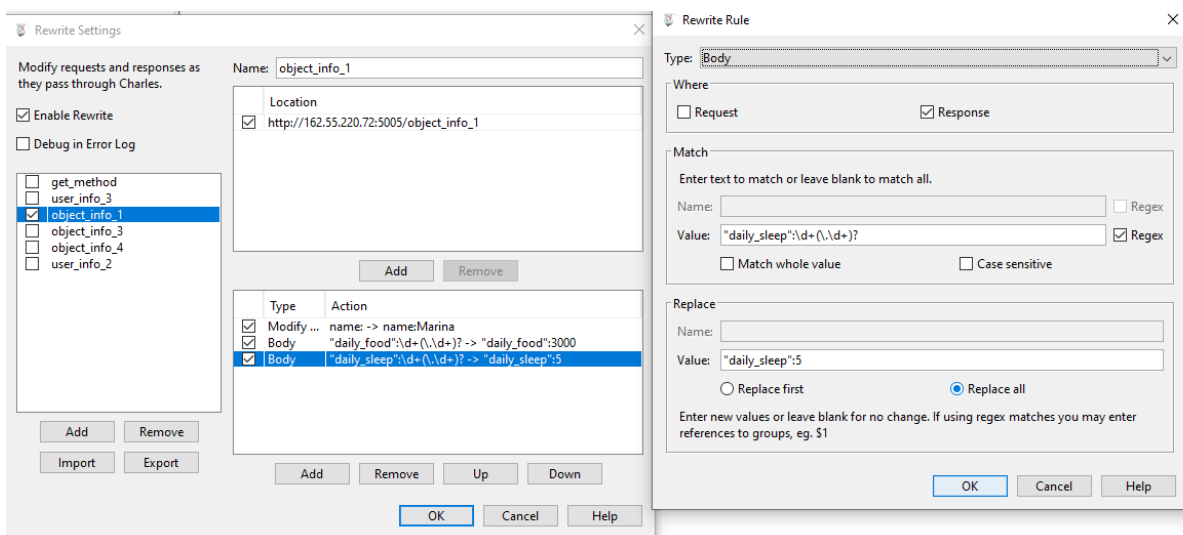 Rewrite Settings
Modify requests and responses as
they pass through Charles.
Enable Rewrite
Debug in Error Log
get_method
user_info_3
object_info_1
object_info_3
object_info_4
user_info_2
Add Remove
Import Export
Name: object_info_1
Location
http://162.55.220.72:5005/object_info_1
Add Remove
Type Action
Modify ... name: -> name:Marina
Body "daily_food":\d+(\.\d+)? -> "daily_food":3000
Body "daily_sleep":\d+(\.\d+)? -> "daily_sleep":5
Add Remove Up Down
OK Cancel Help
Rewrite Rule
Type: Body
Where
Request Response
Match
Enter text to match or leave blank to match all.
Name: Regex
Value: "daily_sleep":\d+(\.\d+)? Regex
Match whole value Case sensitive
Replace
Name:
Value: "daily_sleep":5
Replace first Replace all
Enter new values or leave blank for no change. If using regex matches you may enter
references to groups, eg. $1
OK Cancel Help